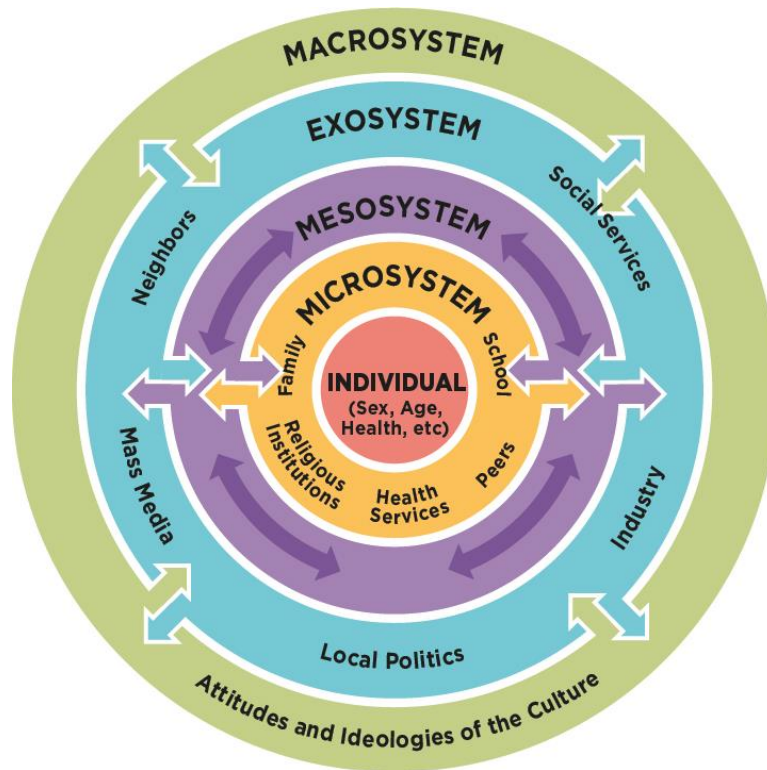 MACROSYSTEM
EXOSYSTEM
Social Services
Neighbors
MESOSYSTEM
MICROSYSTEM
Family
School
INDIVIDUAL
(Sex, Age,
Health, etc)
Religious
Institutions
Health
Services
Peers
Mass Media
Industry
Local Politics
Attitudes and Ideologies of the Culture